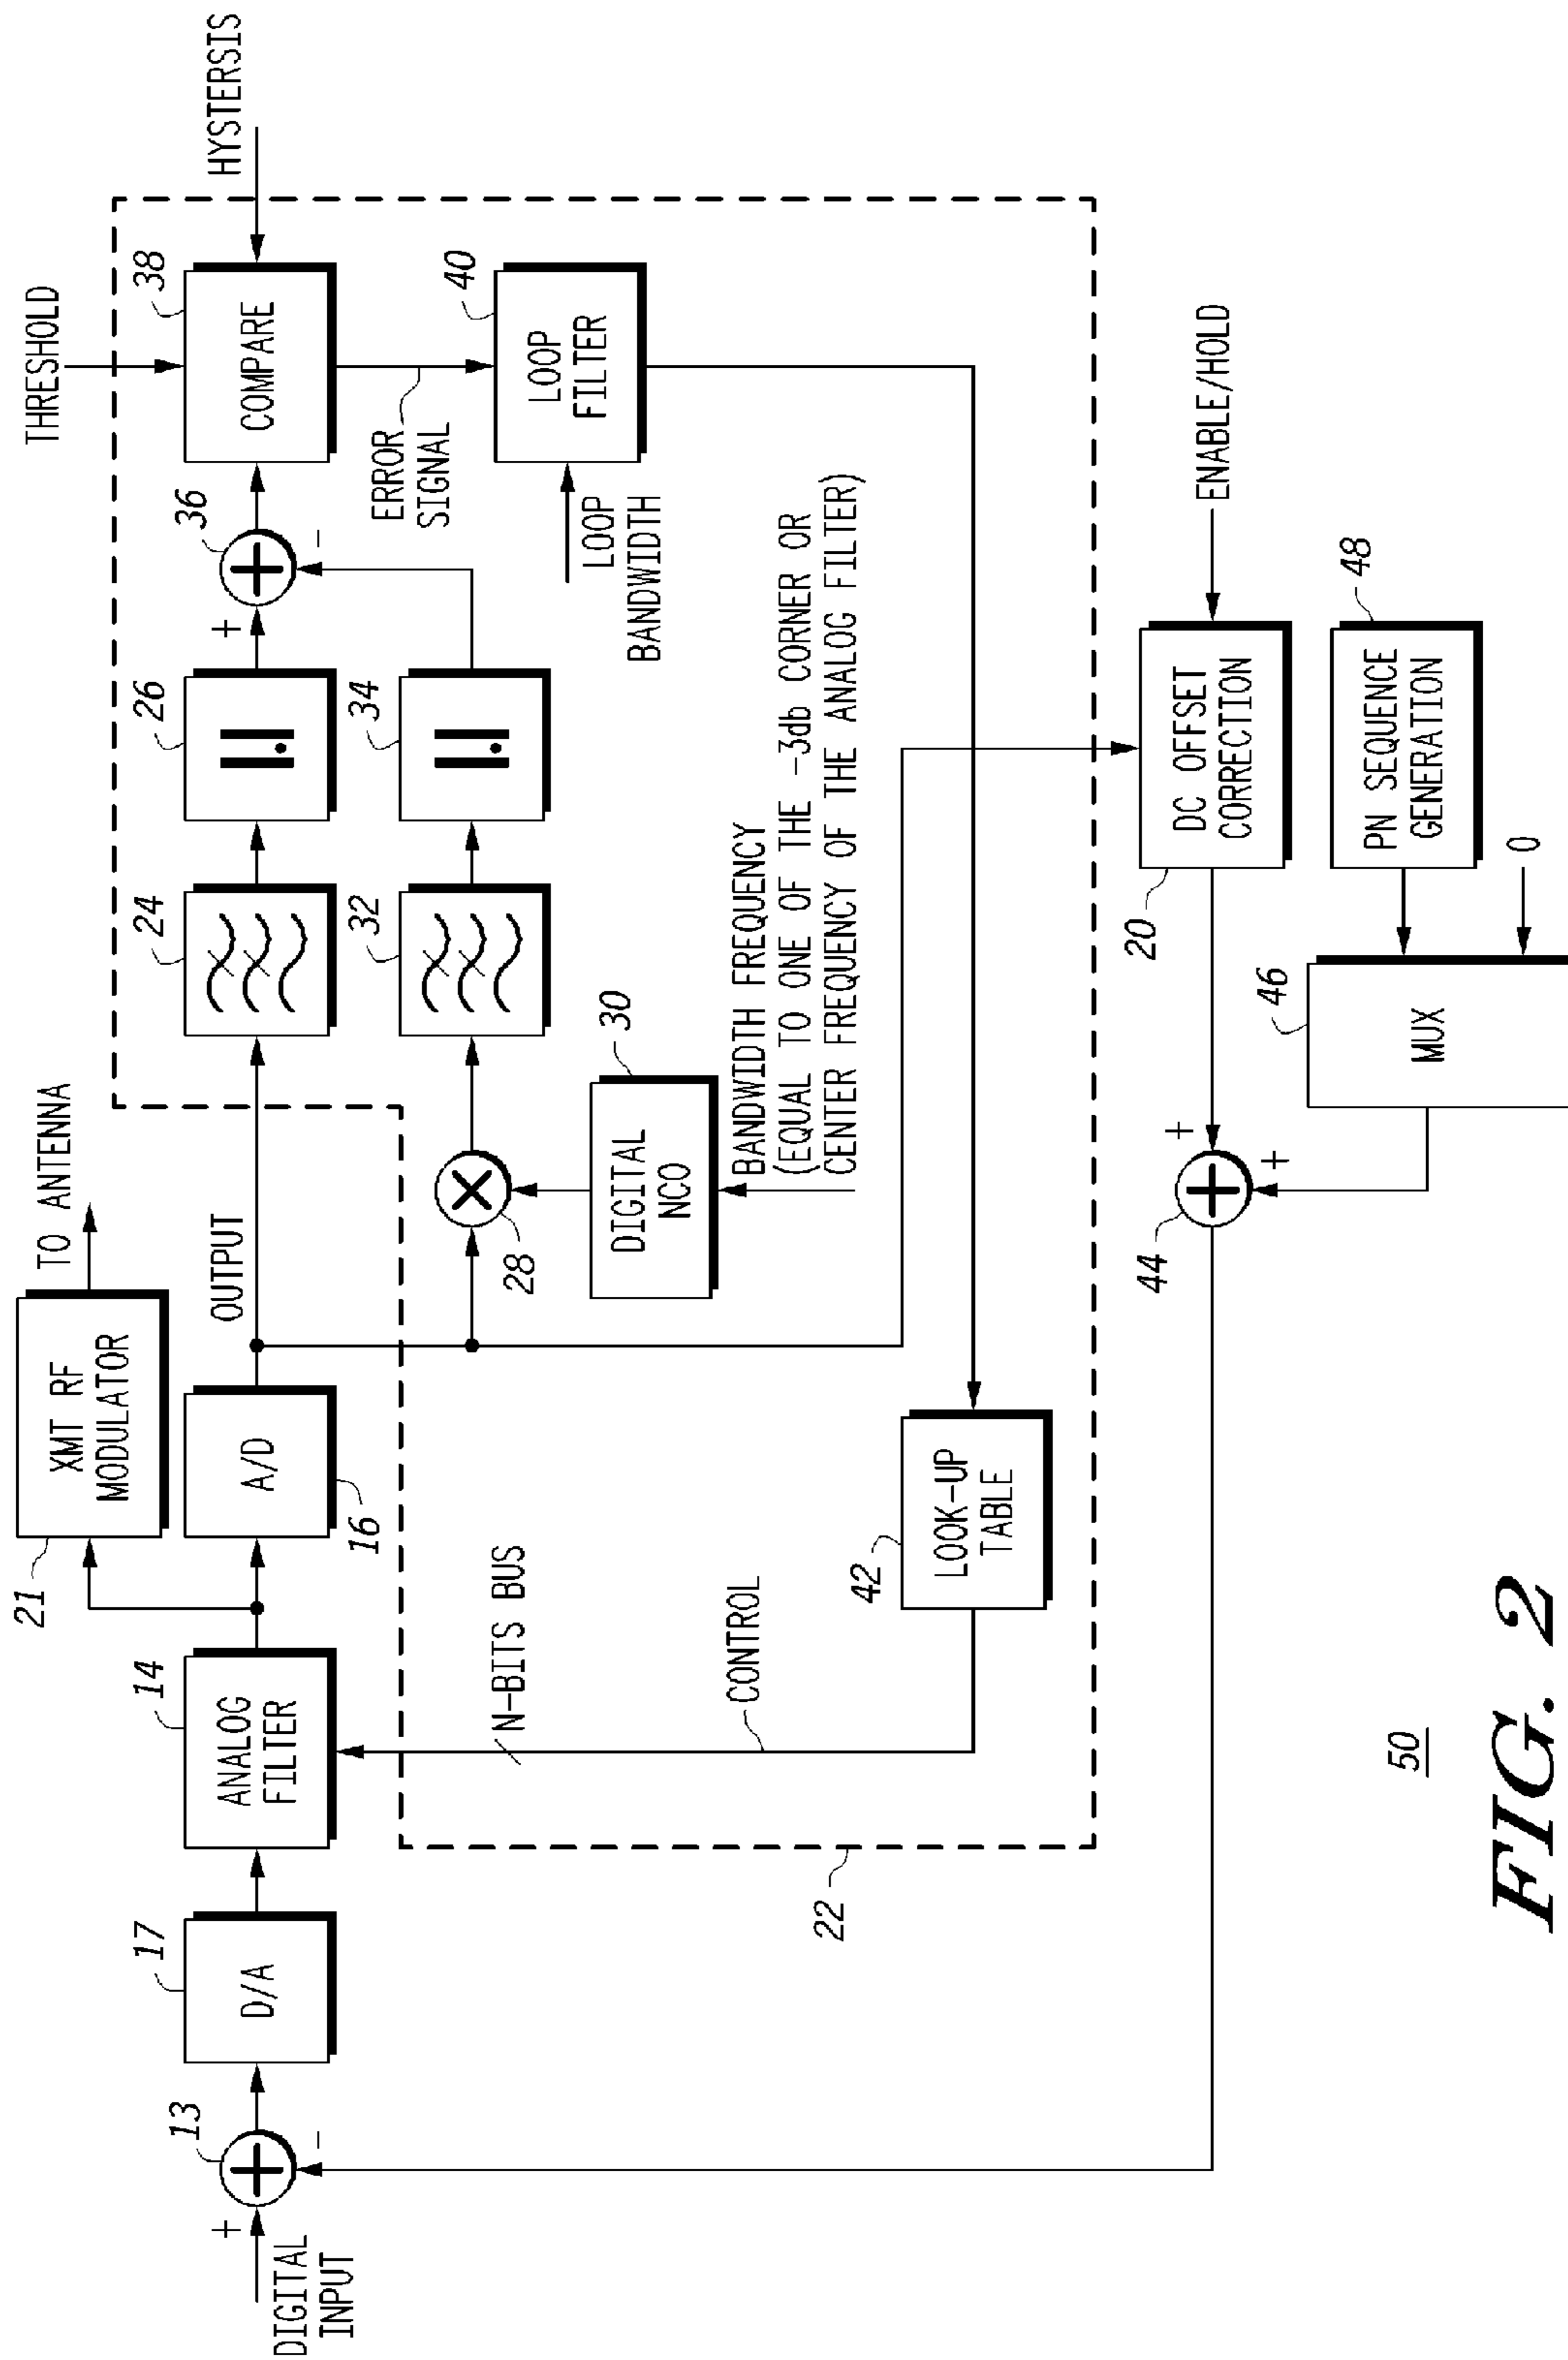 THRESHOLD
HYSTERSIS
TO ANTENNA
21
XMT RF
MODULATOR
OUTPUT
DIGITAL
INPUT
+
13
-
17
D/A
14
ANALOG
FILTER
16
A/D
24
26
+
36
-
38
COMPARE
28
32
34
ERROR
SIGNAL
40
LOOP
FILTER
LOOP
BANDWIDTH
30
DIGITAL
NCO
BANDWIDTH FREQUENCY
(EQUAL TO ONE OF THE -3db CORNER OR
CENTER FREQUENCY OF THE ANALOG FILTER)
N-BITS BUS
CONTROL
42
LOOK-UP
TABLE
22
44
+
+
20
DC OFFSET
CORRECTION
ENABLE/HOLD
46
MUX
48
PN SEQUENCE
GENERATION
0
50
FIG. 2